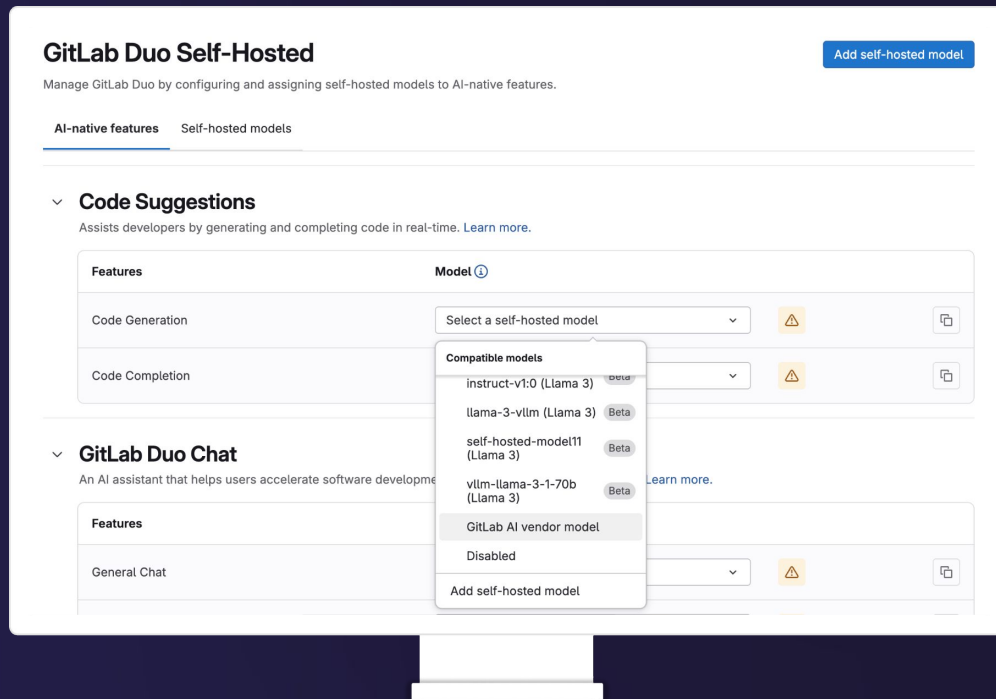 GitLab Duo Self-Hosted
Add self-hosted model
Manage GitLab Duo by configuring and assigning self-hosted models to AI-native features.
AI-native features
Self-hosted models
Code Suggestions
Assists developers by generating and completing code in real-time. Learn more.
Features
Model
Code Generation
Select a self-hosted model
Compatible models
instruct-v1:0 (Llama 3)
Beta
Code Completion
llama-3-vllm (Llama 3)
Beta
self-hosted-model11
(Llama 3)
Beta
vllm-llama-3-1-70b
(Llama 3)
Beta
GitLab AI vendor model
Disabled
Add self-hosted model
GitLab Duo Chat
An AI assistant that helps users accelerate software
Learn more.
Features
General Chat